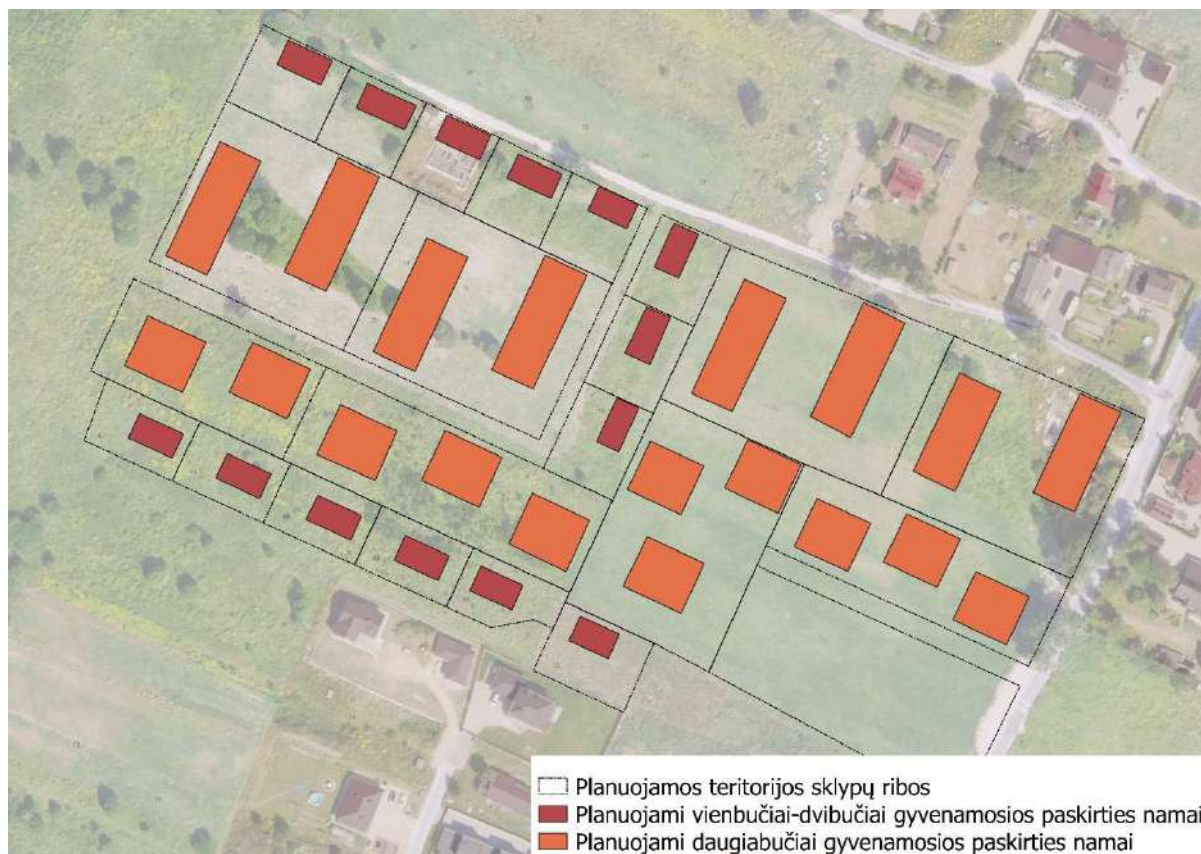 Planuojamos teritorijos sklypų ribos
Planuojami vienbučiai-dvibučiai gyvenamosios paskirties namai
Planuojami daugiabučiai gyvenamosios paskirties namai